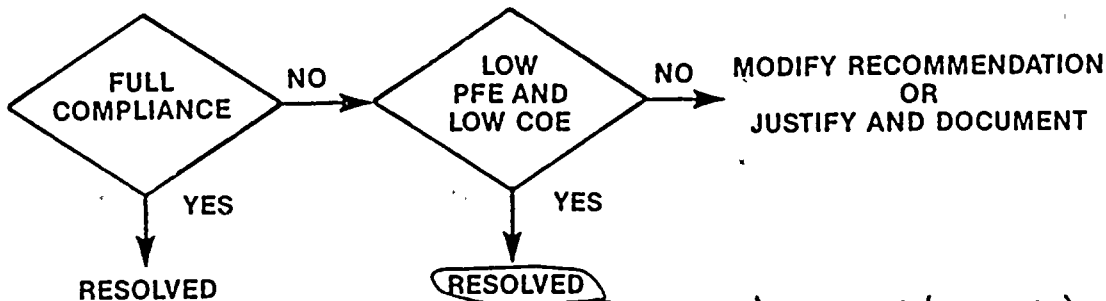 FULL
COMPLIANCE
NO
LOW
PFE AND
LOW COE
NO
MODIFY RECOMMENDATION
OR
JUSTIFY AND DOCUMENT
YES
YES
RESOLVED
RESOLVED